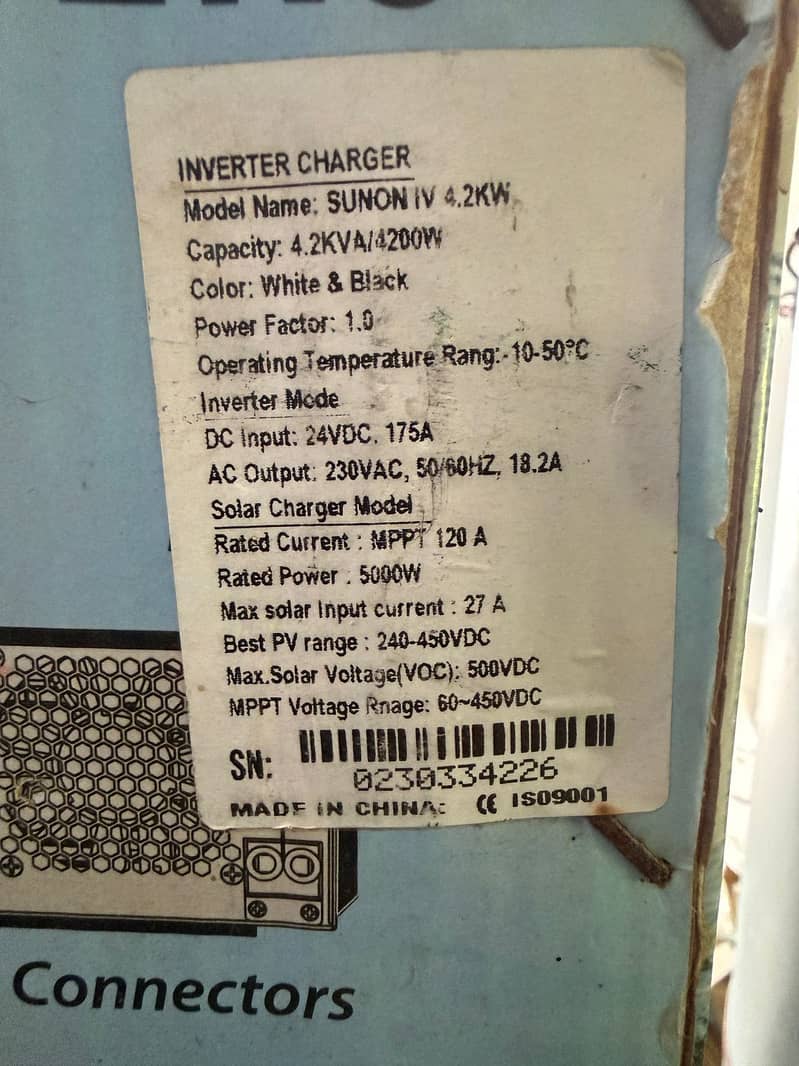 INVERTER CHARGER
Model Name: SUNON IV 4.2KW
Capacity: 4.2KVA/4200W
Color: White & Black
Power Factor: 1.0
Operating Temperature Rang:-10-50°C
Inverter Mode
DC Input: 24VDC, 175A
AC Output: 230VAC, 50/60HZ, 18.2A
Solar Charger Model
Rated Current : MPPT 120 A
Rated Power : 5000W
Max solar Input current : 27 A
Best PV range : 240-450VDC
Max.Solar Voltage(VOC): 500VDC
MPPT Voltage Rnage: 60~450VDC
SN:
0230334226
MADE IN CHINA: CE ISO9001
Connectors